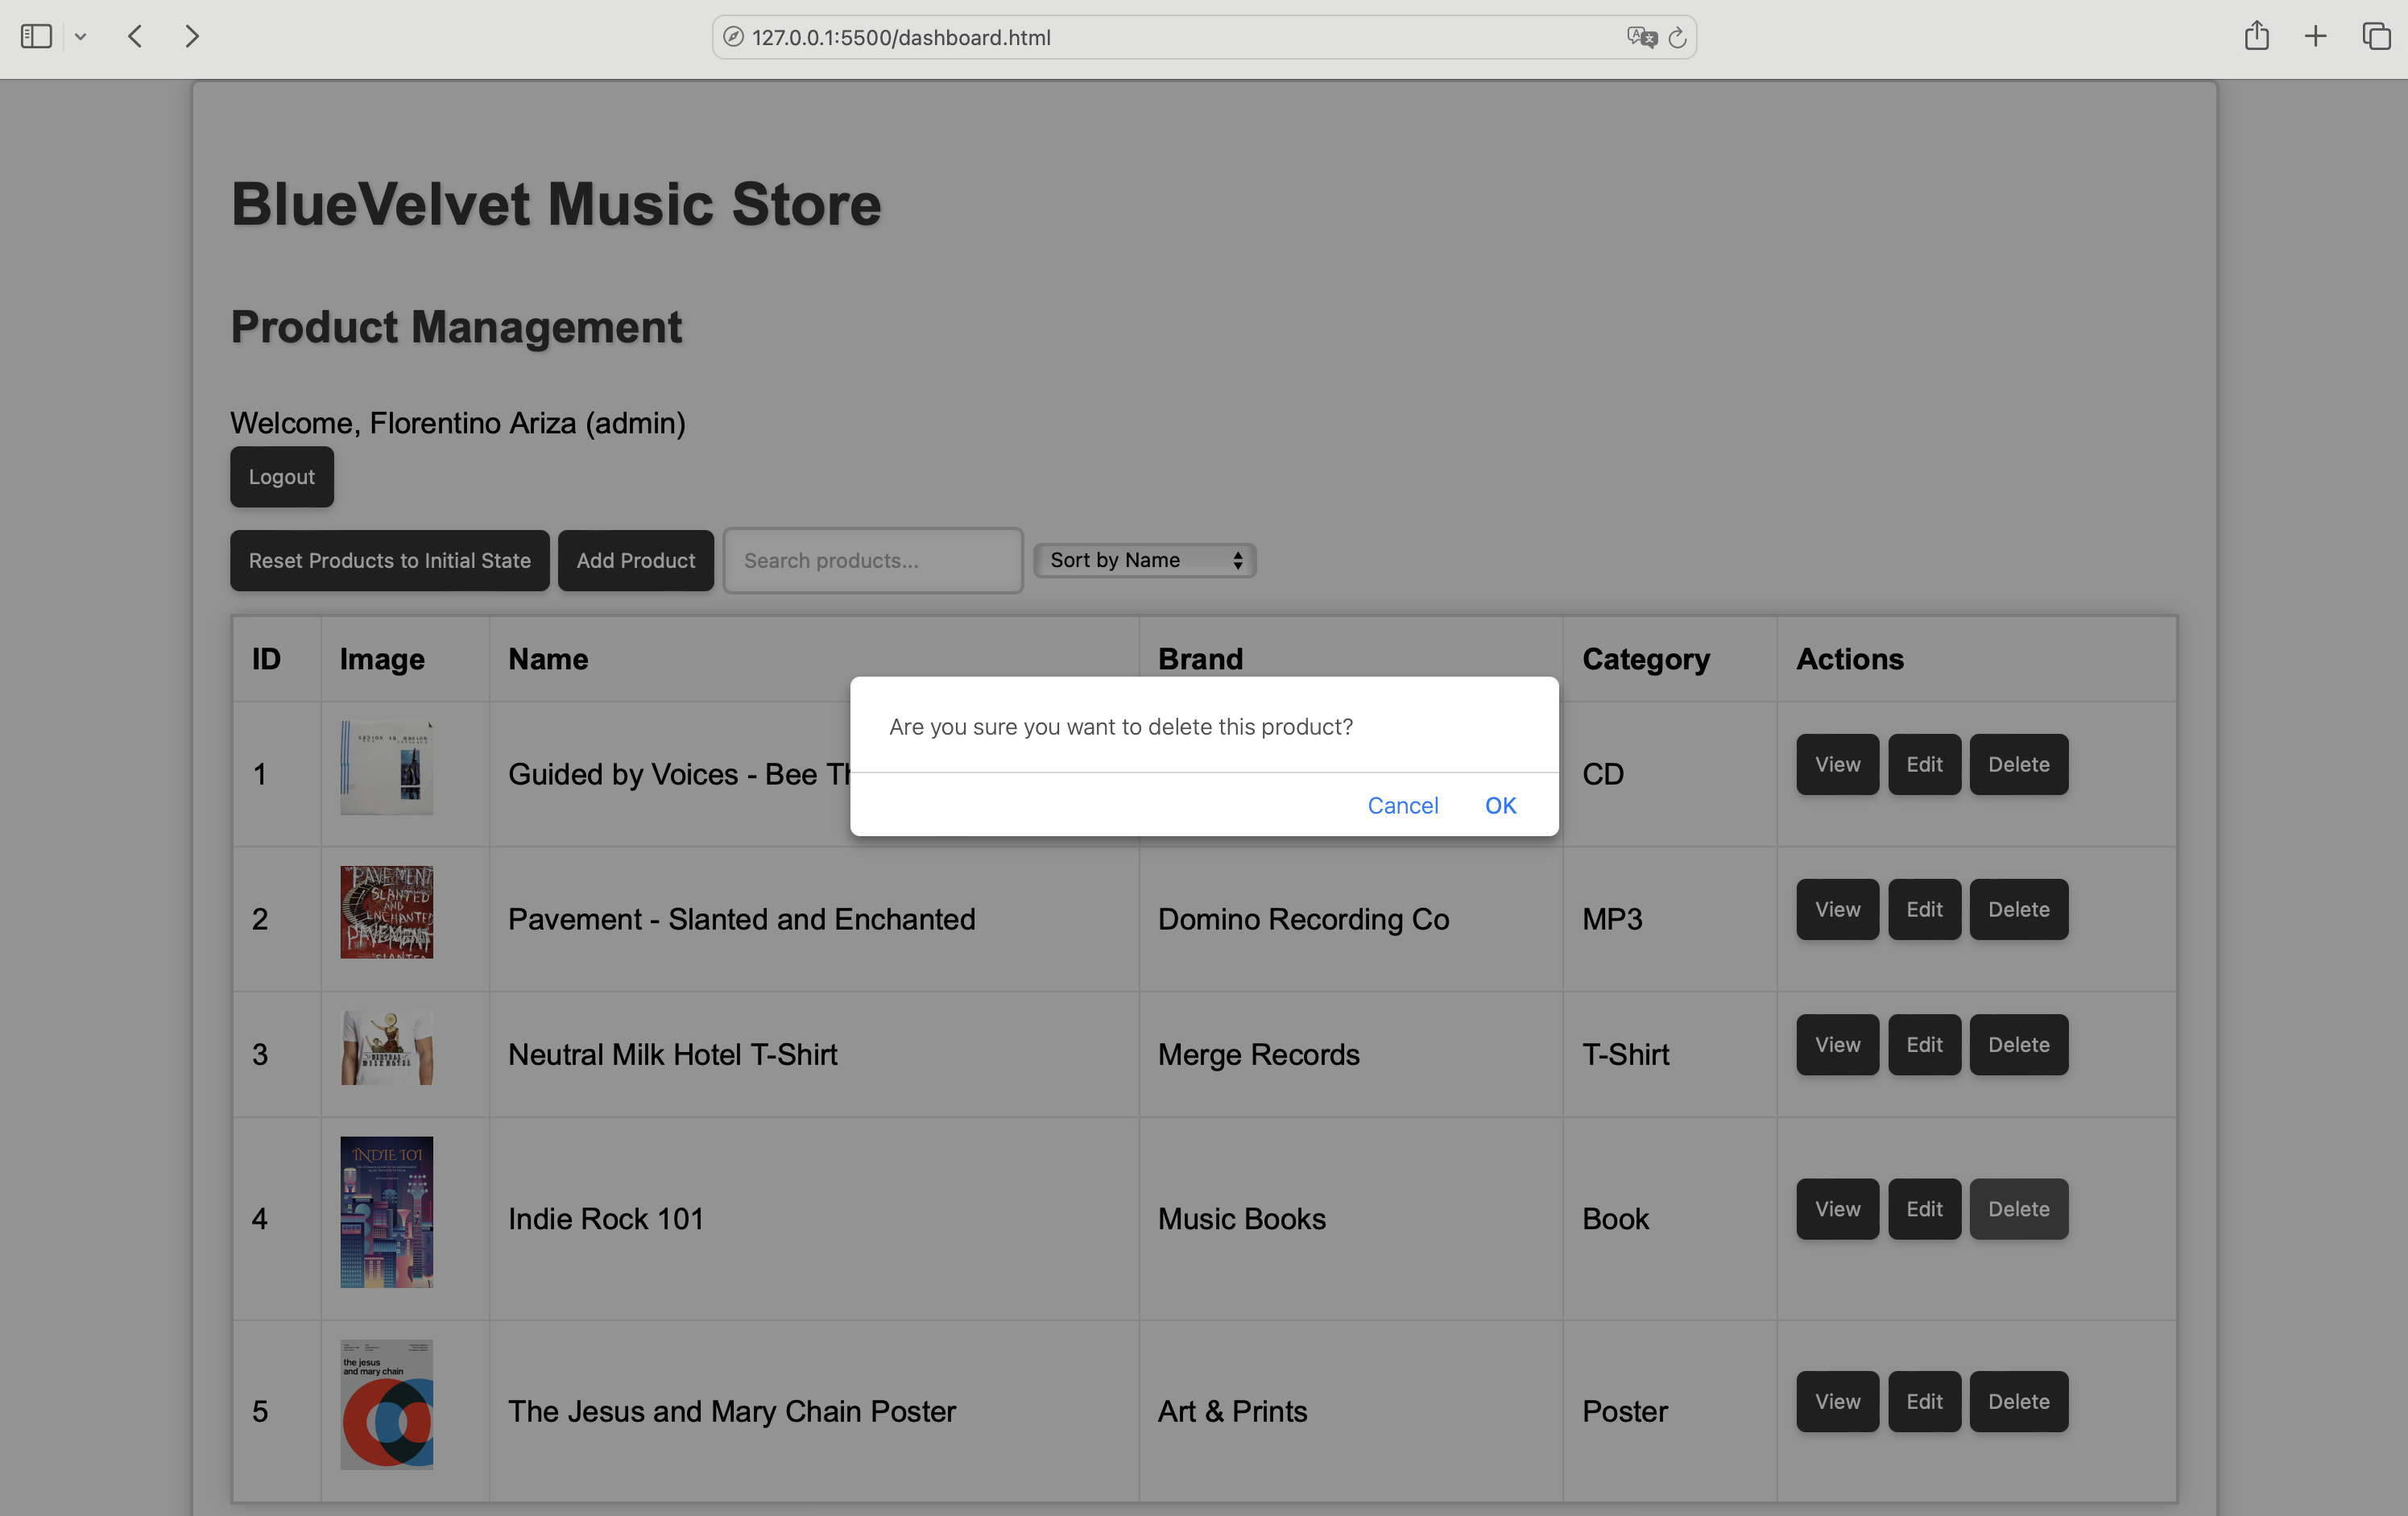 127.0.0.1:5500/dashboard.html
BlueVelvet Music Store
Product Management
Welcome, Florentino Ariza (admin)
Logout
Reset Products to Initial State Add Product Search products... Sort by Name
ID Image Name Brand Category Actions
Are you sure you want to delete this product?
Cancel OK
1 Guided by Voices - Bee CD View Edit Delete
PAVEMENT
SLANTED
AND
ENCHANTED
PAVEMENT
2 Pavement - Slanted and Enchanted Domino Recording Co MP3 View Edit Delete
3 Neutral Milk Hotel T-Shirt Merge Records T-Shirt View Edit Delete
INDIE 101
4 Indie Rock 101 Music Books Book View Edit Delete
the jesus
and mary chain
5 The Jesus and Mary Chain Poster Art & Prints Poster View Edit Delete